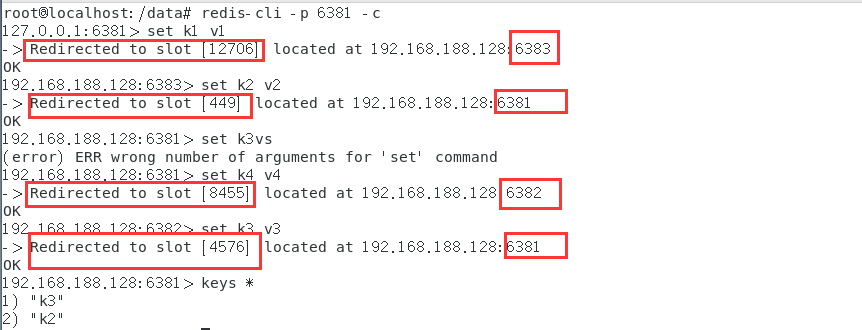 root@localhost:/data# redis-cli -p 6381 -c
127.0.0.1:6381> set k1 v1
-> Redirected to slot [12706] located at 192.168.188.128:6383
OK
192.168.188.128:6383> set k2 v2
-> Redirected to slot [449] located at 192.168.188.128:6381
OK
192.168.188.128:6381> set k3vs
(error) ERR wrong number of arguments for 'set' command
192.168.188.128:6381> set k4 v4
-> Redirected to slot [8455] located at 192.168.188.128:6382
OK
192.168.188.128:6382> set k3 v3
-> Redirected to slot [4576] located at 192.168.188.128:6381
OK
192.168.188.128:6381> keys *
1) "k3"
2) "k2"